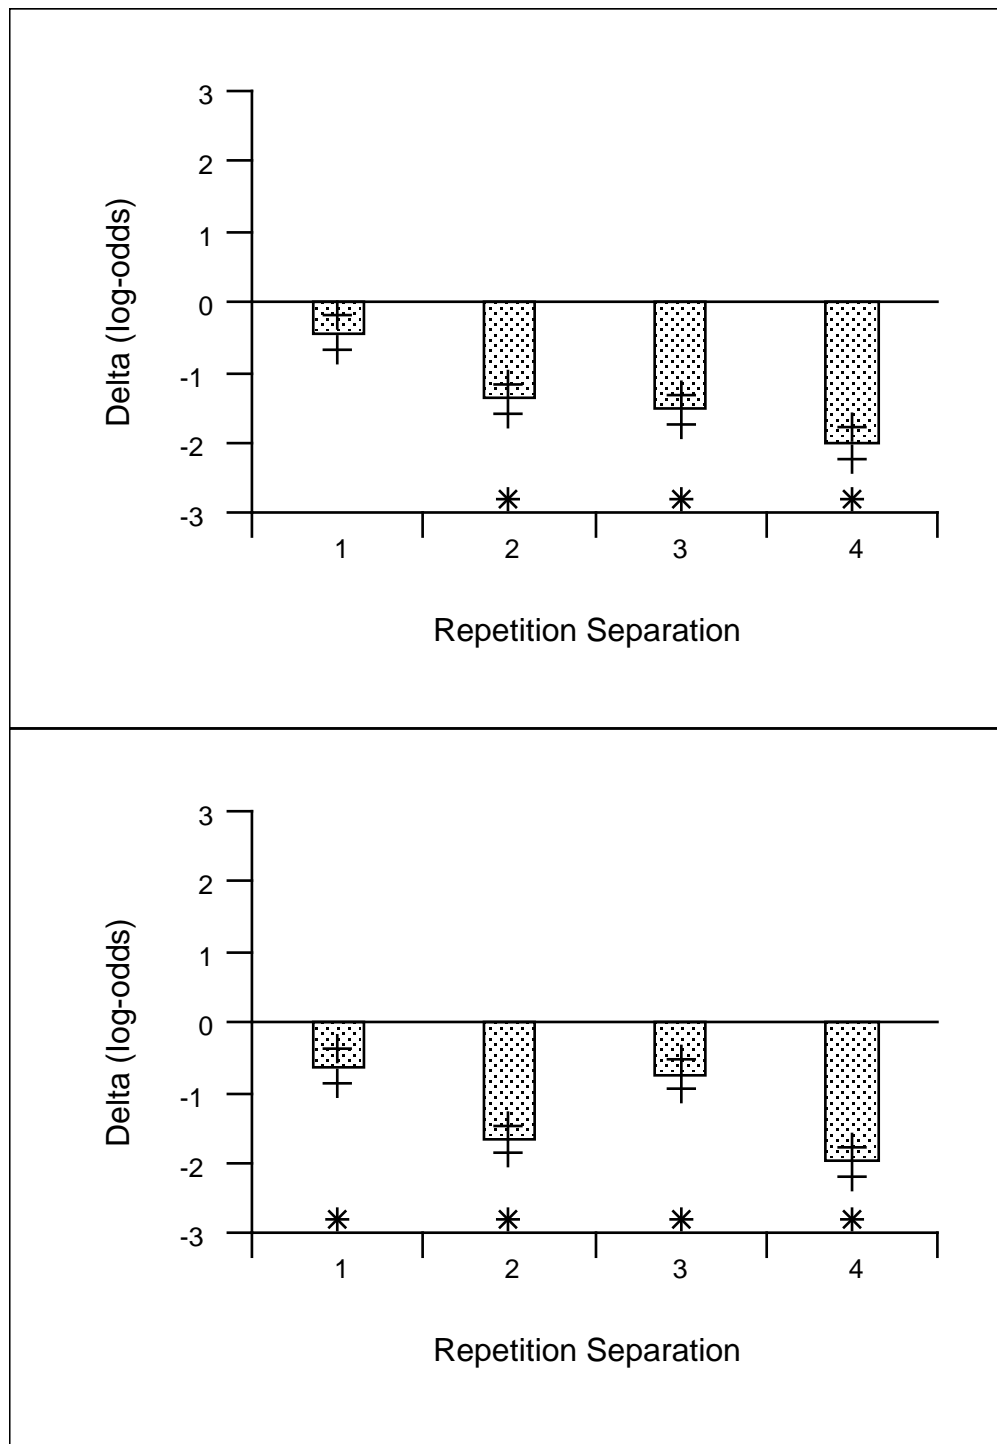 3
2
1
0
-1
-2
-3
Delta (log-odds)
1 2 3 4
Repetition Separation
3
2
1
0
-1
-2
-3
Delta (log-odds)
1 2 3 4
Repetition Separation